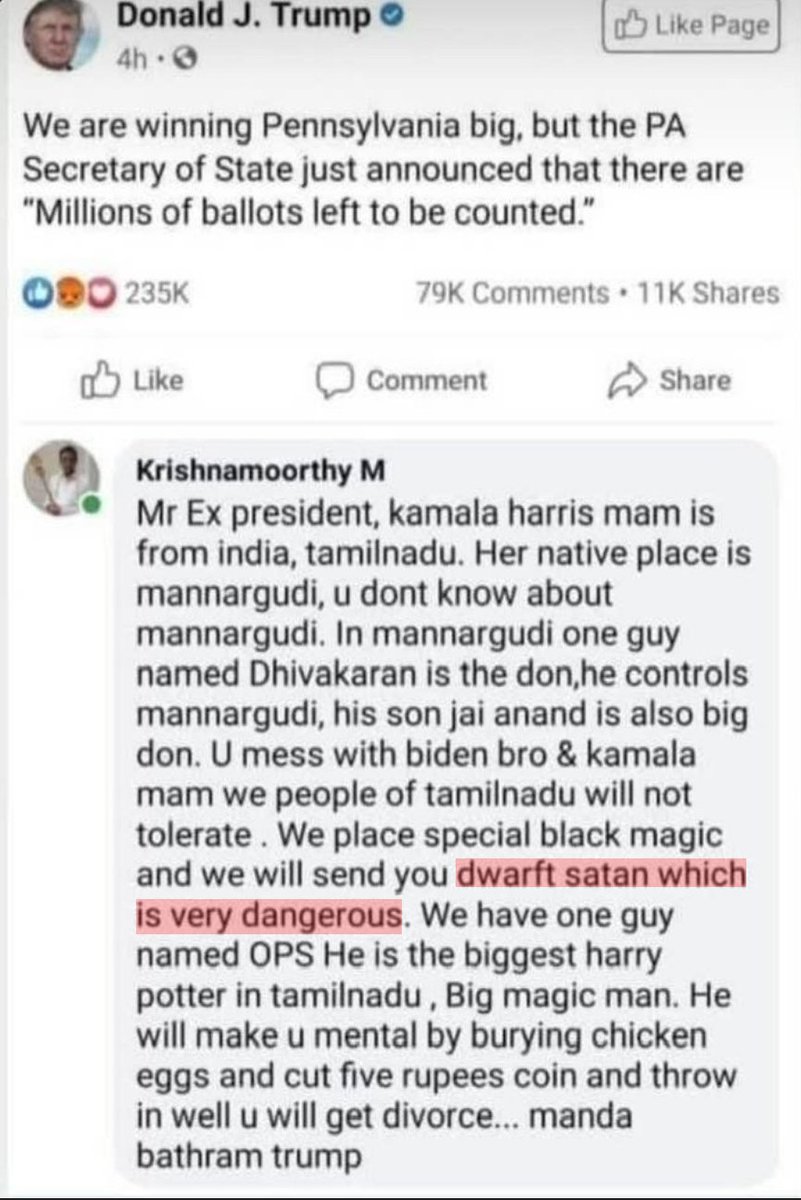 Donald J. Trump
4h
Like Page
We are winning Pennsylvania big, but the PA
Secretary of State just announced that there are
"Millions of ballots left to be counted."
235K
79K Comments • 11K Shares
Like
Comment
Share
Krishnamoorthy M
Mr Ex president, kamala harris mam is
from india, tamilnadu. Her native place is
mannargudi, u dont know about
mannargudi. In mannargudi one guy
named Dhivakaran is the don,he controls
mannargudi, his son jai anand is also big
don. U mess with biden bro & kamala
mam we people of tamilnadu will not
tolerate . We place special black magic
and we will send you dwarft satan which
is very dangerous. We have one guy
named OPS He is the biggest harry
potter in tamilnadu , Big magic man. He
will make u mental by burying chicken
eggs and cut five rupees coin and throw
in well u will get divorce... manda
bathram trump